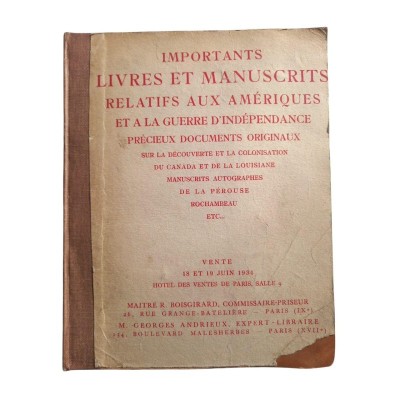 IMPORTANTS
LIVRES ET MANUSCRITS
RELATIFS AUX AMÉRIQUES
ET A LA GUERRE D'INDÉPENDANCE
PRÉCIEUX DOCUMENTS ORIGINAUX
SUR LA DÉCOUVERTE ET LA COLONISATION
DU CANADA ET DE LA LOUISIANE
MANUSCRITS AUTOGRAPHES
DE LA PÉROUSE
ROCHAMBEAU
ETC...
VENTE
18 ET 19 JUIN 1934
HOTEL DES VENTES DE PARIS, SALLE 9
MAITRE R. BOISGIRARD, COMMISSAIRE-PRISEUR
RUE GRANGE-BATELIÈRE — PARIS (IXe)
M. GEORGES ANDRIEUX, EXPERT-LIBRAIRE
BOULEVARD MALESHERBES PARIS (XVIIe)